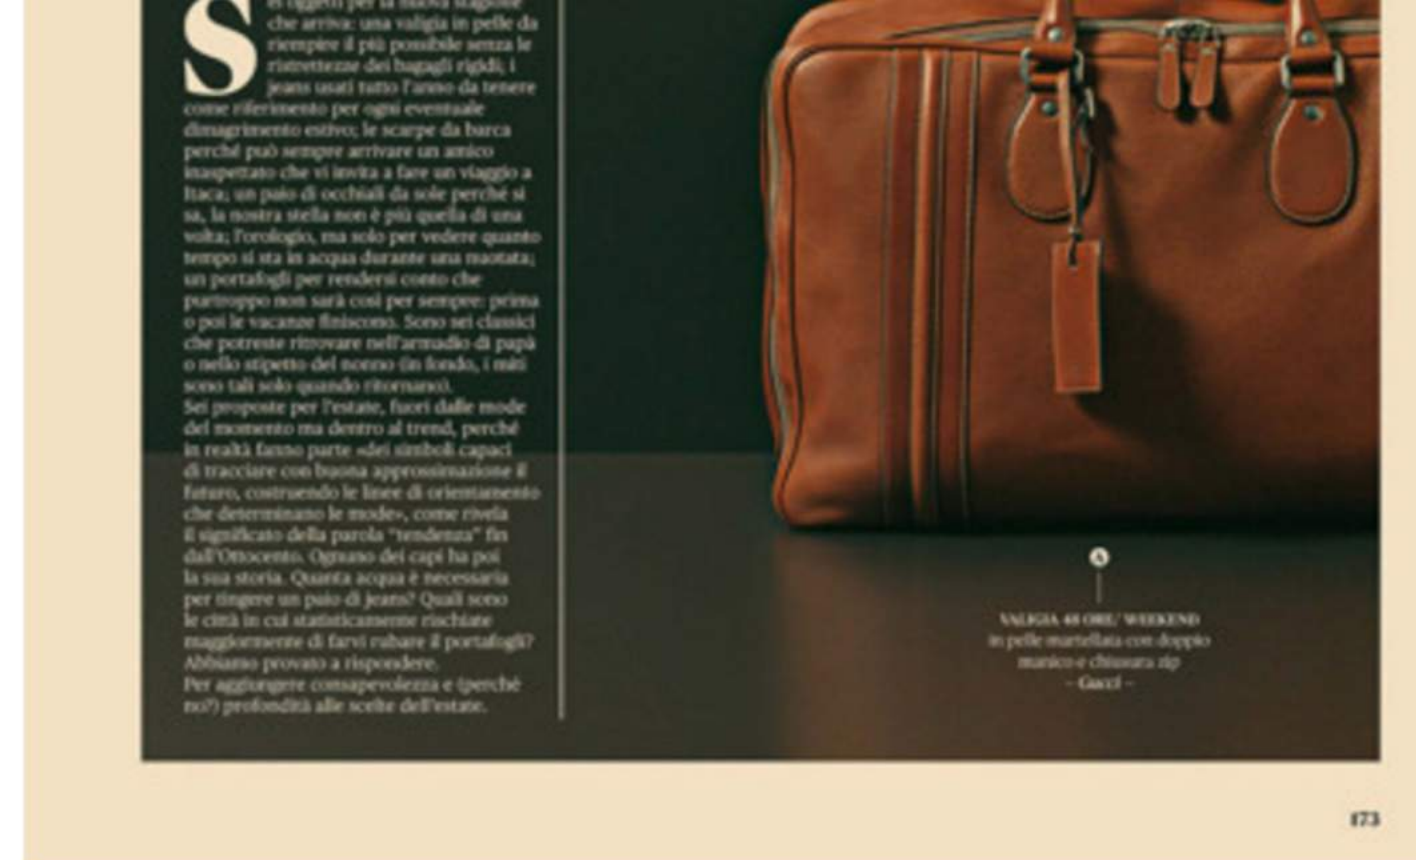 Sei oggetti per la nuova stagione
che arriva: una valigia in pelle da
riempire il più possibile senza le
ristrettezze dei bagagli rigidi; i
jeans usati tutto l'anno da tenere
come riferimento per ogni eventuale
dimagrimento estivo; le scarpe da barca
perché può sempre arrivare un amico
inaspettato che vi invita a fare un viaggio a
Itaca; un paio di occhiali da sole perché si
sa, la nostra stella non è più quella di una
volta; l'orologio, ma solo per vedere quanto
tempo si sta in acqua durante una nuotata;
un portafogli per rendersi conto che
purtroppo non sarà così per sempre: prima
o poi le vacanze finiscono. Sono sei classici
che potreste ritrovare nell'armadio di papà
o nello stipetto del nonno (in fondo, i miti
sono tali solo quando ritornano).
Sei proposte per l'estate, fuori dalle mode
del momento ma dentro al trend, perché
in realtà fanno parte «dei simboli capaci
di tracciare con buona approssimazione il
futuro, costruendo le linee di orientamento
che determinano le mode», come rivela
il significato della parola “tendenza” fin
dall'Ottocento. Ognuno dei capi ha poi
la sua storia. Quanta acqua è necessaria
per tingere un paio di jeans? Quali sono
le città in cui statisticamente rischiate
maggiormente di farvi rubare il portafogli?
Abbiamo provato a rispondere.
Per aggiungere consapevolezza e (perché
no?) profondità alle scelte dell'estate.
A
VALIGIA 48 ORE/ WEEKEND
in pelle martellata con doppio
manico e chiusura zip
– Gucci –
173